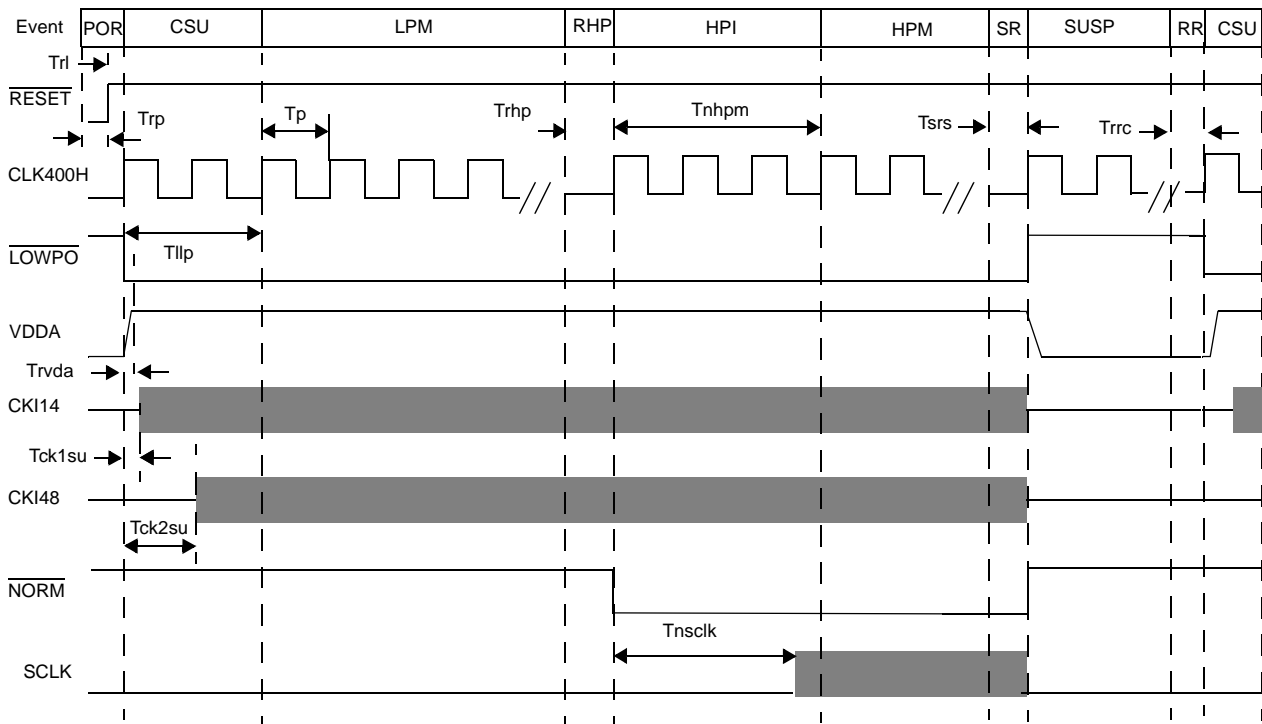 Event POR CSU LPM RHP HPI HPM SR SUSP RR CSU
Trl
RESET
Trp Tp Trhp Tnhpm Tsrs Trrc
CLK400H
LOWPO
Tllp
VDDA
Trvda
CKI14
Tck1su
CKI48
Tck2su
NORM
Tnsclk
SCLK